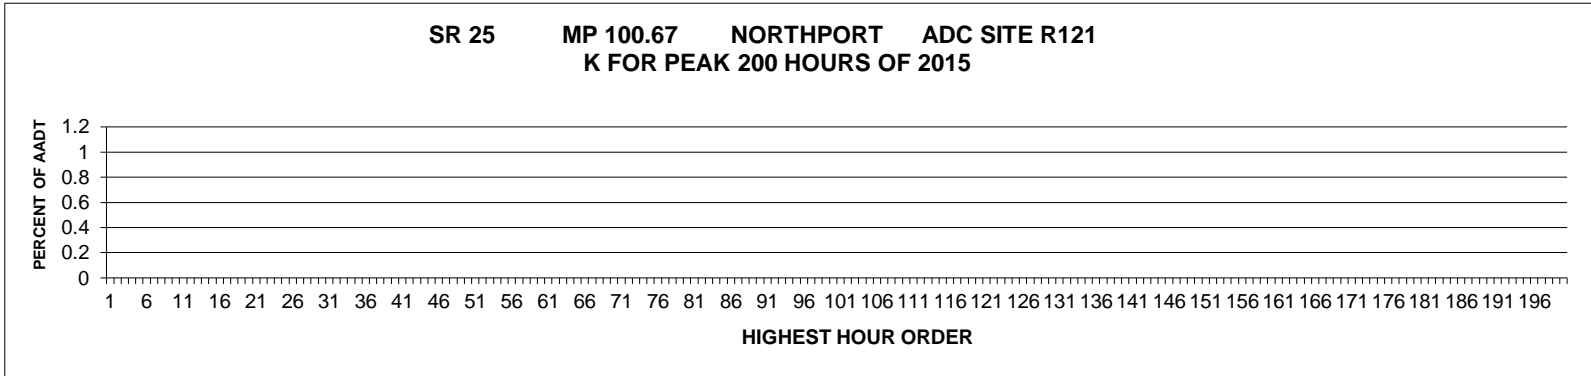 SR 25 MP 100.67 NORTHPORT ADC SITE R121
K FOR PEAK 200 HOURS OF 2015
PERCENT OF AADT
1.2
1
0.8
0.6
0.4
0.2
0
1 6 11 16 21 26 31 36 41 46 51 56 61 66 71 76 81 86 91 96 101 106 111 116 121 126 131 136 141 146 151 156 161 166 171 176 181 186 191 196
HIGHEST HOUR ORDER